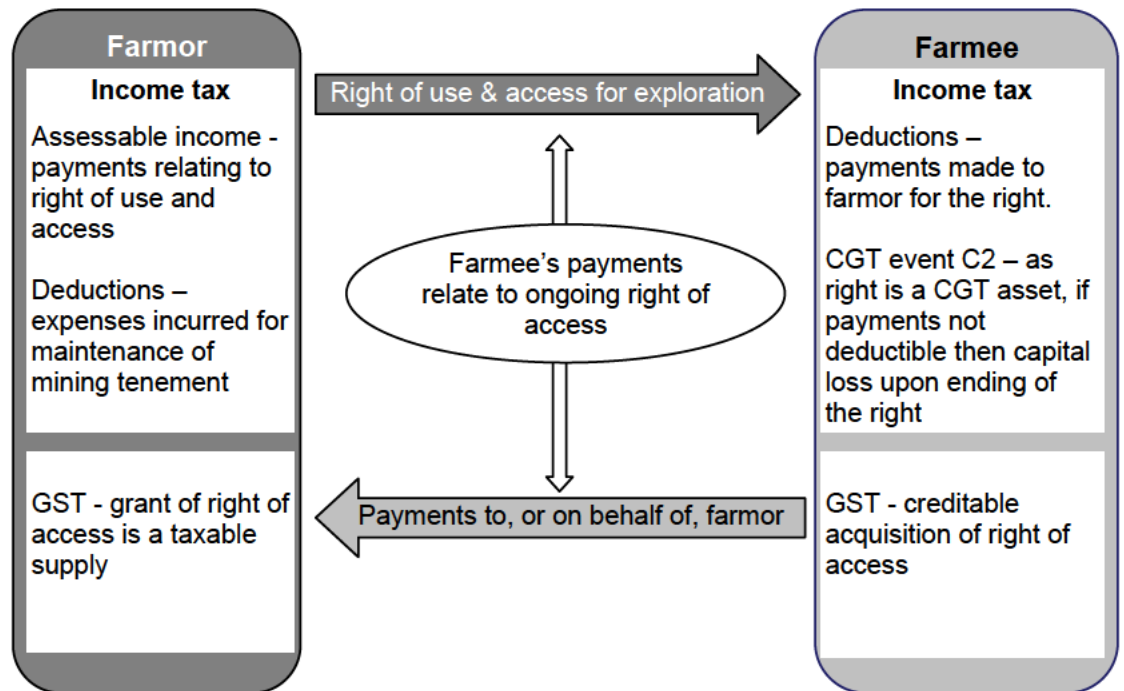 Farmor
Income tax
Assessable income -
payments relating to
right of use and
access
Deductions –
expenses incurred for
maintenance of
mining tenement
GST - grant of right of
access is a taxable
supply
Right of use & access for exploration
Farmee's payments
relate to ongoing right of
access
Payments to, or on behalf of, farmor
Farmee
Income tax
Deductions –
payments made to
farmor for the right.
CGT event C2 – as
right is a CGT asset, if
payments not
deductible then capital
loss upon ending of
the right
GST - creditable
acquisition of right of
access